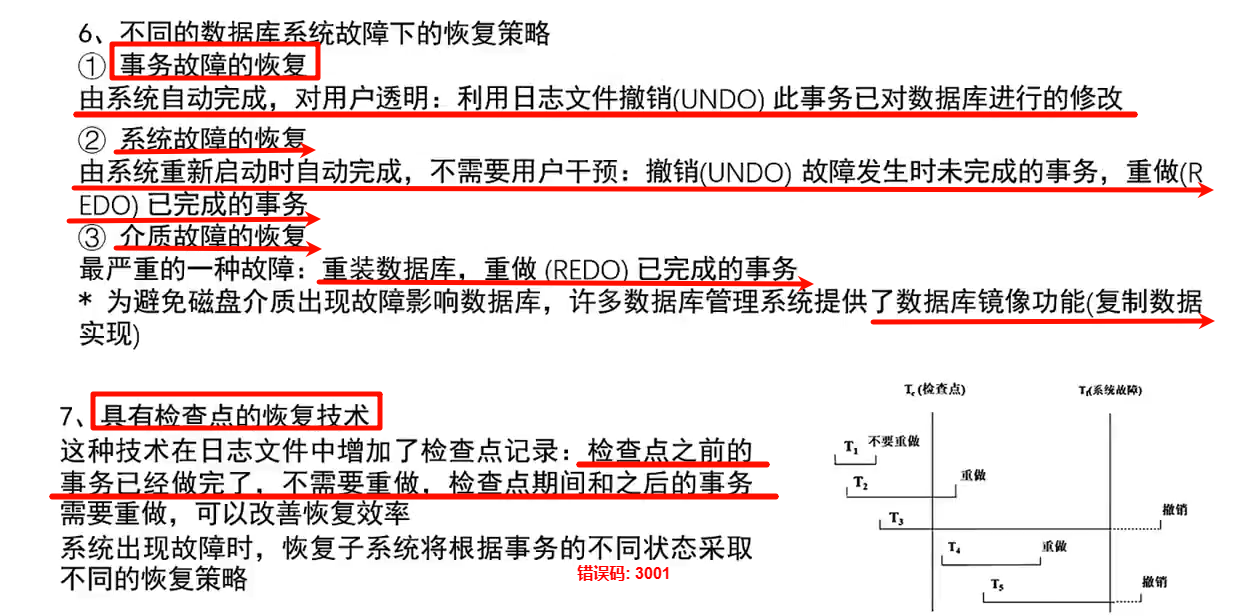 6、不同的数据库系统故障下的恢复策略
① 事务故障的恢复
由系统自动完成，对用户透明：利用日志文件撤销(UNDO) 此事务已对数据库进行的修改
② 系统故障的恢复
由系统重新启动时自动完成，不需要用户干预：撤销(UNDO) 故障发生时未完成的事务，重做(R
EDO) 已完成的事务
③ 介质故障的恢复
最严重的一种故障：重装数据库，重做 (REDO) 已完成的事务
* 为避免磁盘介质出现故障影响数据库，许多数据库管理系统提供了数据库镜像功能(复制数据
实现)
7、具有检查点的恢复技术
这种技术在日志文件中增加了检查点记录：检查点之前的
事务已经做完了，不需要重做，检查点期间和之后的事务
需要重做，可以改善恢复效率
系统出现故障时，恢复子系统将根据事务的不同状态采取
不同的恢复策略
错误码: 3001
Tc (检查点)
Tf(系统故障)
T1 不要重做
T2 重做
T3 撤销
T4 重做
T5 撤销